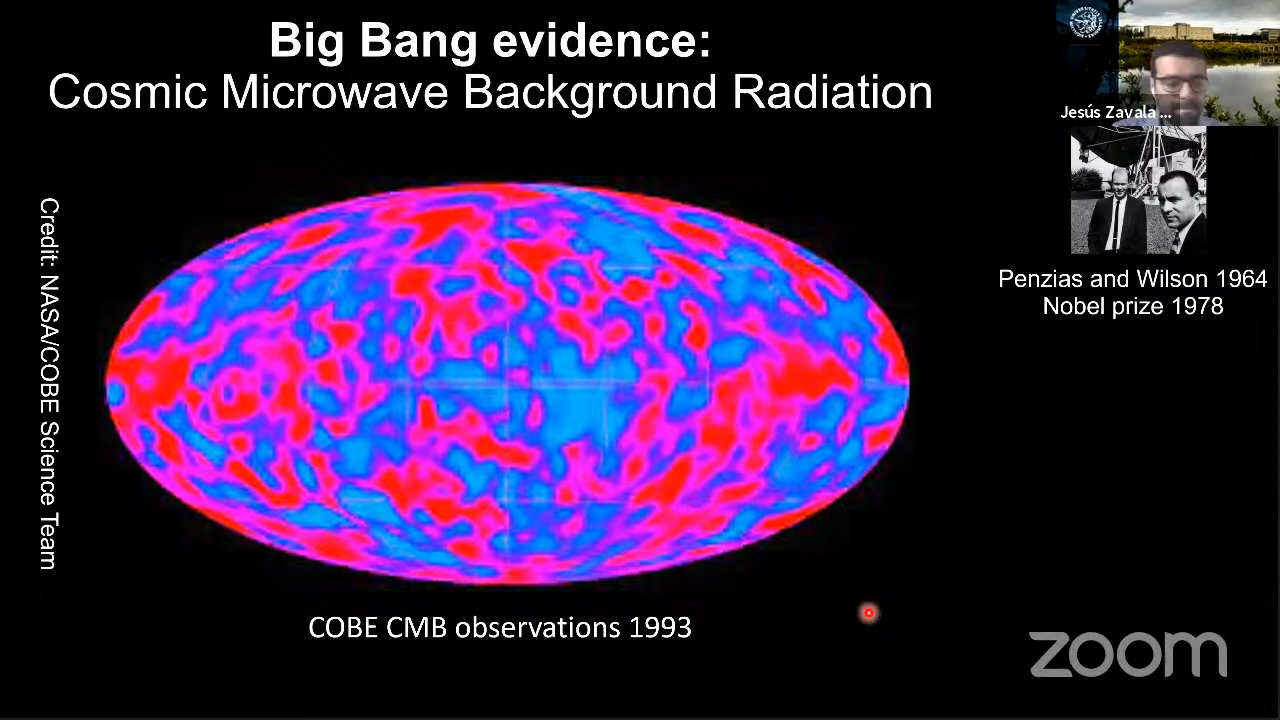 Big Bang evidence:
Cosmic Microwave Background Radiation
Jesús Zavala ...
Penzias and Wilson 1964
Nobel prize 1978
Credit: NASA/COBE Science Team
COBE CMB observations 1993
zoom